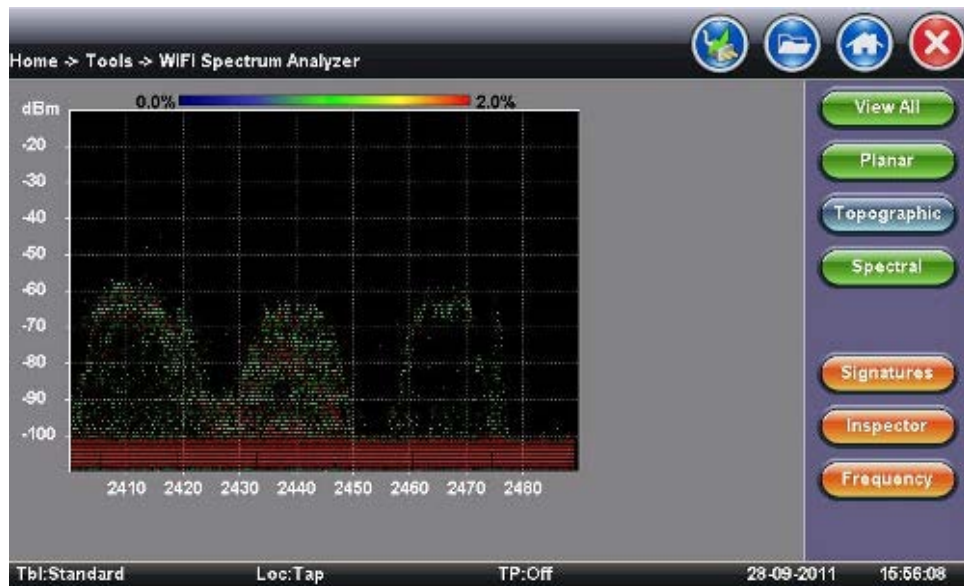 Home -> Tools -> WiFi Spectrum Analyzer
dBm
0.0%
2.0%
-20
-30
-40
-50
-60
-70
-80
-90
-100
2410 2420 2430 2440 2450 2460 2470 2480
View All
Planar
Topographic
Spectral
Signatures
Inspector
Frequency
Tbl:Standard Loc:Tap TP:Off 28-09-2011 15:56:08